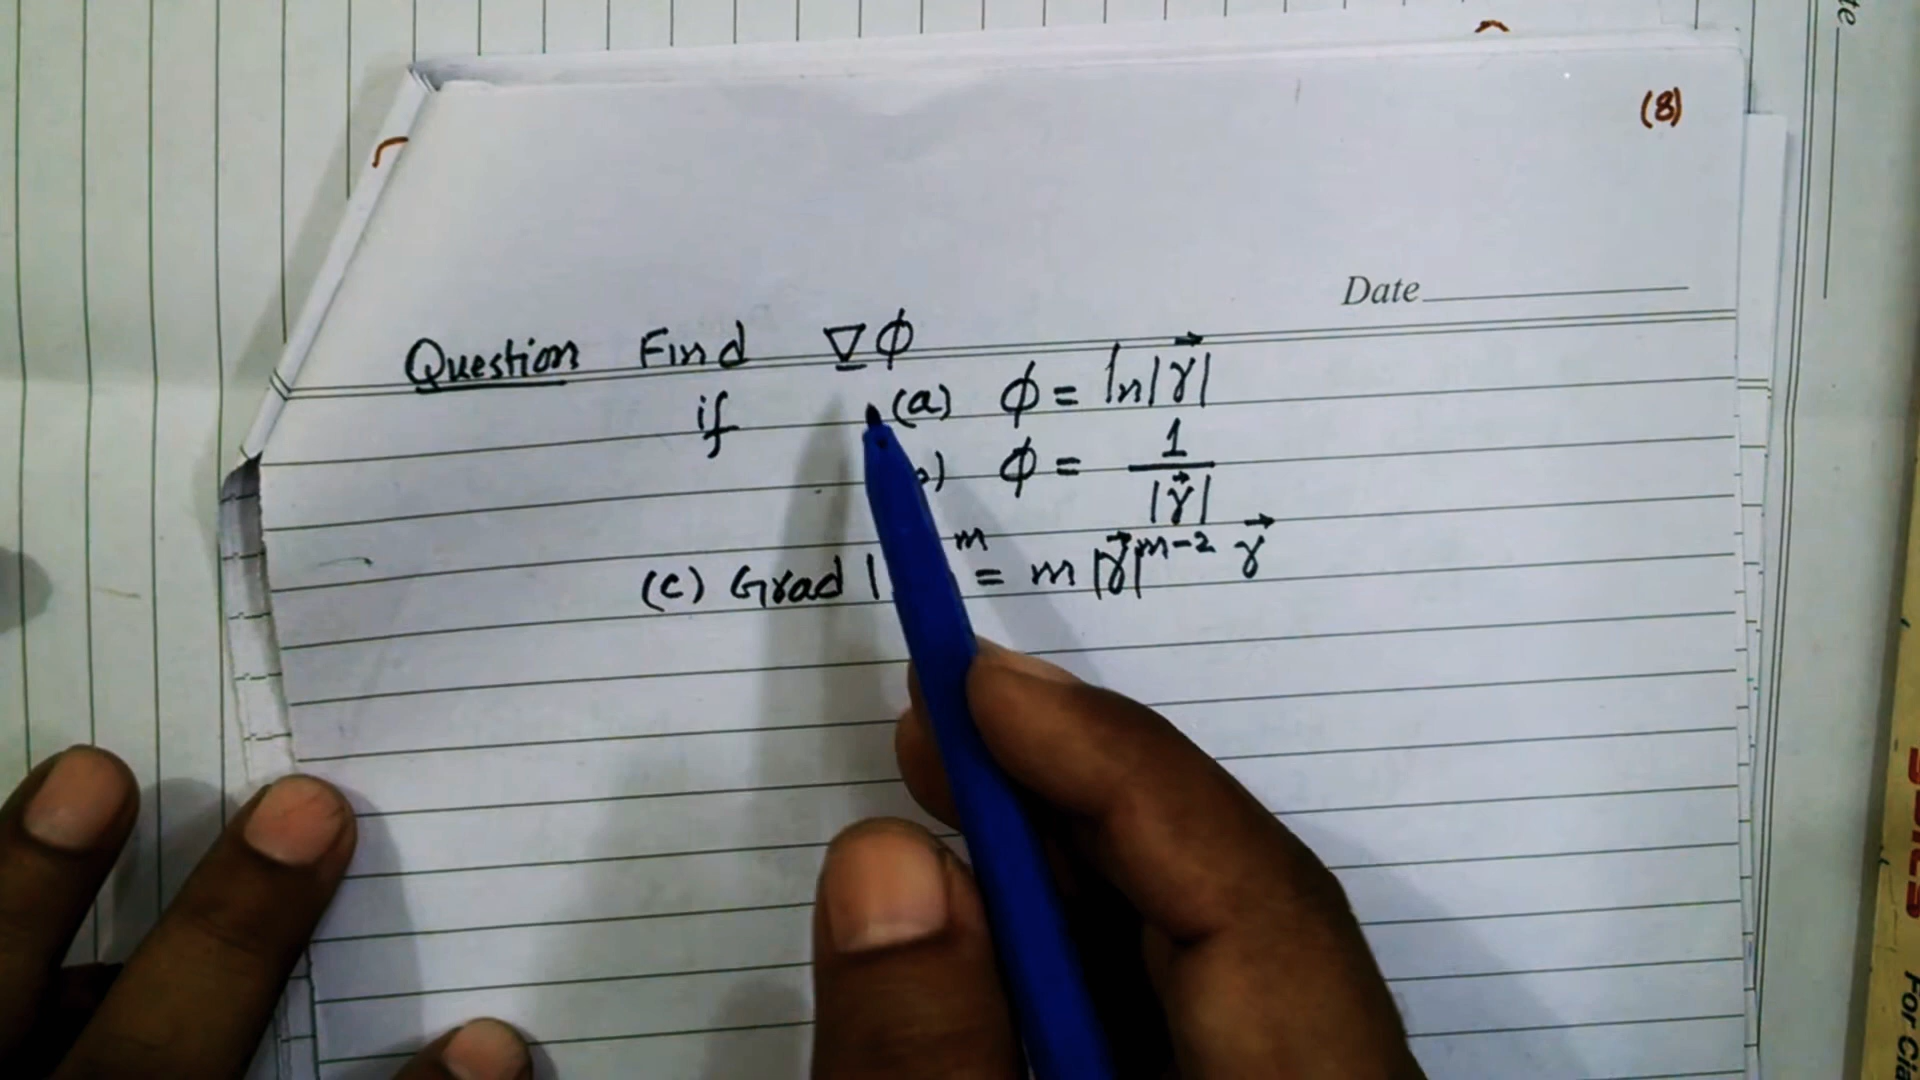 (8)
Date
Question Find ∇φ
if (a) φ = ln|r⃗|
φ = 1/|r⃗|
(c) Grad | m = m |r⃗|^m-2 r⃗